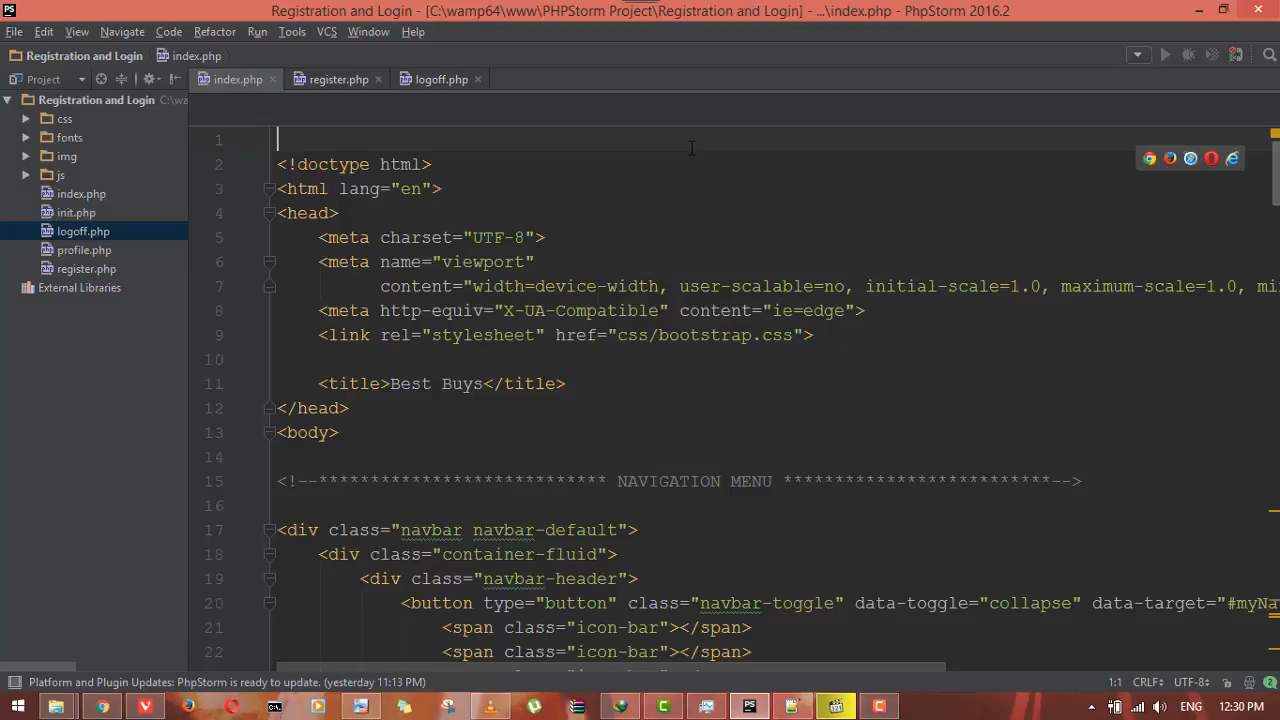 Registration and Login - [C:\wamp64\www\PHPStorm Project\Registration and Login] - ...\index.php - PhpStorm 2016.2
File Edit View Navigate Code Refactor Run Tools VCS Window Help
Registration and Login index.php
Project index.php register.php logoff.php
Registration and Login C:\wa
css
fonts
img
js
index.php
init.php
logoff.php
profile.php
register.php
External Libraries
1
2 <!doctype html>
3 <html lang="en">
4 <head>
5 <meta charset="UTF-8">
6 <meta name="viewport"
7 content="width=device-width, user-scalable=no, initial-scale=1.0, maximum-scale=1.0, mi
8 <meta http-equiv="X-UA-Compatible" content="ie=edge">
9 <link rel="stylesheet" href="css/bootstrap.css">
10
11 <title>Best Buys</title>
12 </head>
13 <body>
14
15 <!--**************************** NAVIGATION MENU **************************-->
16
17 <div class="navbar navbar-default">
18 <div class="container-fluid">
19 <div class="navbar-header">
20 <button type="button" class="navbar-toggle" data-toggle="collapse" data-target="#myNa
21 <span class="icon-bar"></span>
22 <span class="icon-bar"></span>
Platform and Plugin Updates: PhpStorm is ready to update. (yesterday 11:13 PM) 1:1 CRLF UTF-8 2
ENG 12:30 PM